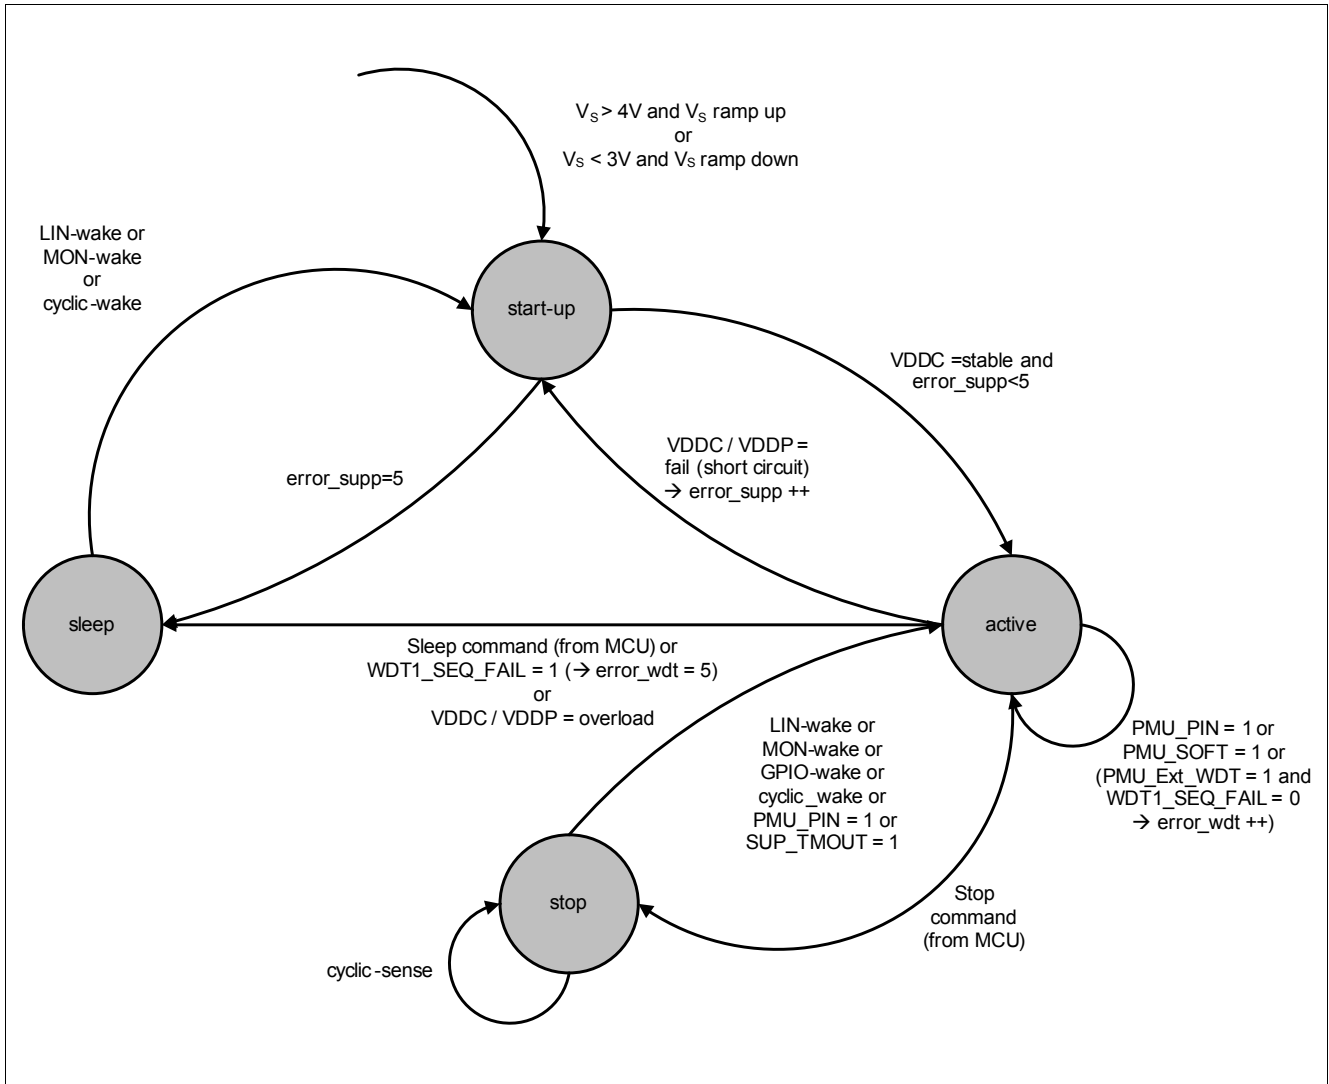 V_S > 4V and V_S ramp up
or
V_S < 3V and V_S ramp down
LIN-wake or
MON-wake
or
cyclic-wake
start-up
VDDC =stable and
error_supp<5
VDDC / VDDP =
fail (short circuit)
→ error_supp ++
error_supp=5
sleep
active
Sleep command (from MCU) or
WDT1_SEQ_FAIL = 1 (→ error_wdt = 5)
or
VDDC / VDDP = overload
LIN-wake or
MON-wake or
GPIO-wake or
cyclic_wake or
PMU_PIN = 1 or
SUP_TMOUT = 1
PMU_PIN = 1 or
PMU_SOFT = 1 or
(PMU_Ext_WDT = 1 and
WDT1_SEQ_FAIL = 0
→ error_wdt ++)
stop
Stop
command
(from MCU)
cyclic-sense